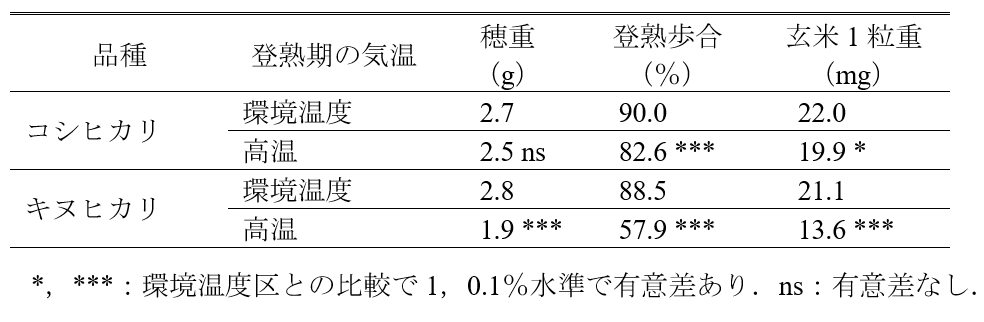 品種 登熟期の気温 穂重 (g) 登熟歩合 (%) 玄米1粒重 (mg)
コシヒカリ 環境温度 2.7 90.0 22.0
高温 2.5 ns 82.6 *** 19.9 *
キヌヒカリ 環境温度 2.8 88.5 21.1
高温 1.9 *** 57.9 *** 13.6 ***
*，***：環境温度区との比較で1，0.1%水準で有意差あり．ns：有意差なし．